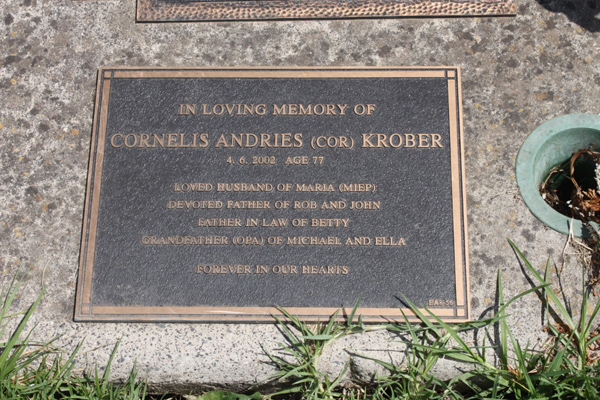 IN LOVING MEMORY OF
CORNELIS ANDRIES (COR) KROBER
4. 6. 2002 AGE 77
LOVED HUSBAND OF MARIA (MIEP)
DEVOTED FATHER OF ROB AND JOHN
FATHER IN LAW OF BETTY
GRANDFATHER (OPA) OF MICHAEL AND ELLA
FOREVER IN OUR HEARTS